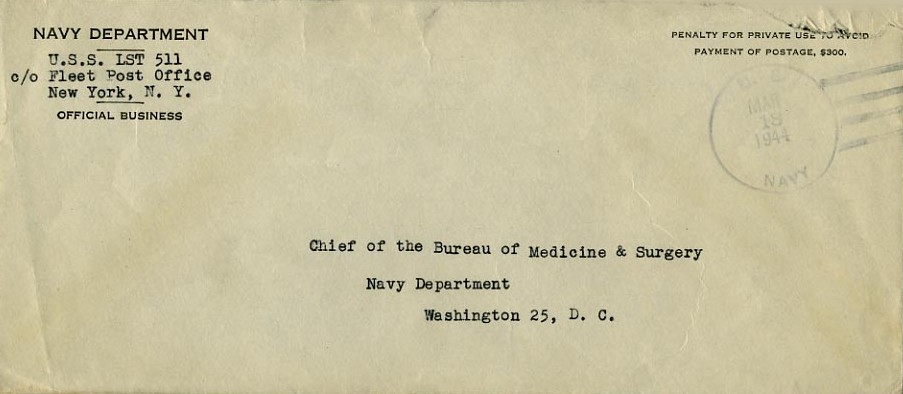 NAVY DEPARTMENT
U.S.S. LST 511
c/o Fleet Post Office
New York, N. Y.
OFFICIAL BUSINESS
PENALTY FOR PRIVATE USE TO AVOID
PAYMENT OF POSTAGE, $300.
MAR
18
1944
NAVY
Chief of the Bureau of Medicine & Surgery
Navy Department
Washington 25, D. C.